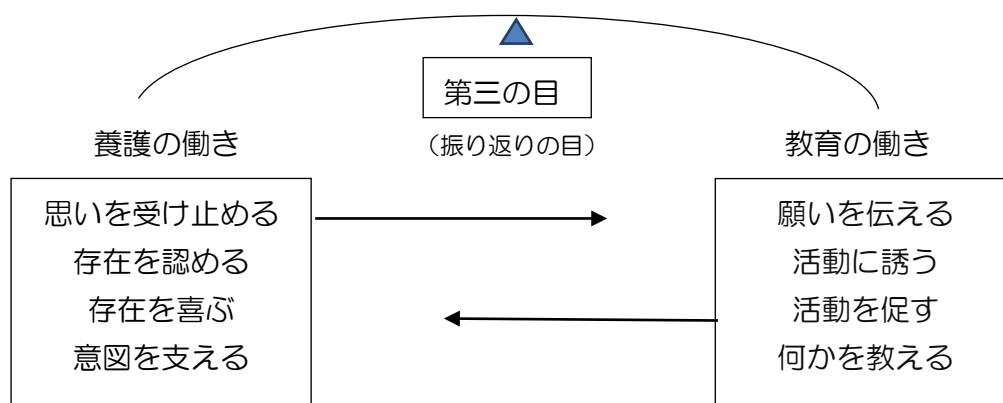 第三の目
(振り返りの目)
養護の働き
教育の働き
思いを受け止める
存在を認める
存在を喜ぶ
意図を支える
願いを伝える
活動に誘う
活動を促す
何かを教える